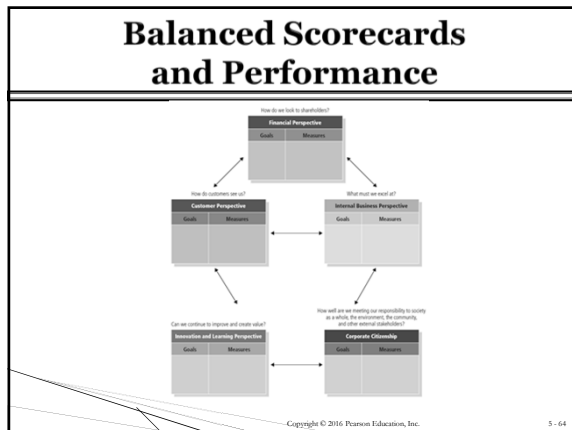 Balanced Scorecards
and Performance
How do we look to shareholders?
Financial Perspective
Goals Measures
How do customers see us?
Customer Perspective
Goals Measures
What must we excel at?
Internal Business Perspective
Goals Measures
Can we continue to improve and create value?
Innovation and Learning Perspective
Goals Measures
How well are we meeting our responsibility to society
as a whole, the environment, the community,
and other external stakeholders?
Corporate Citizenship
Goals Measures
Copyright © 2016 Pearson Education, Inc.
5 - 64